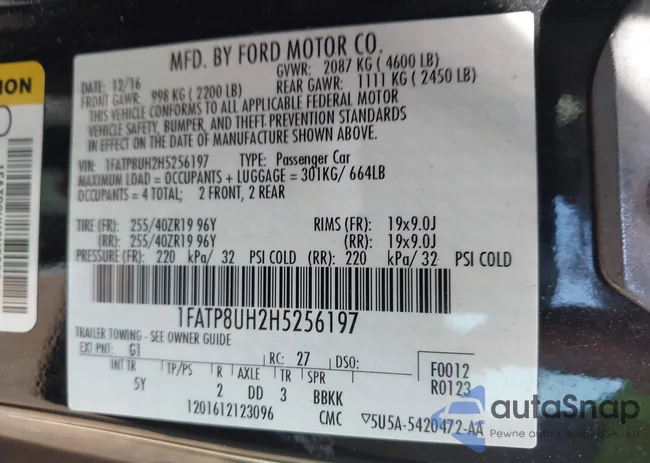 MFD. BY FORD MOTOR CO.
DATE: 12/16 GVWR: 2087 KG ( 4600 LB)
FRONT GAWR: 998 KG ( 2200 LB) REAR GAWR: 1111 KG ( 2450 LB)
THIS VEHICLE CONFORMS TO ALL APPLICABLE FEDERAL MOTOR
VEHICLE SAFETY, BUMPER, AND THEFT PREVENTION STANDARDS
IN EFFECT ON THE DATE OF MANUFACTURE SHOWN ABOVE.
VIN: 1FATP8UH2H5256197 TYPE: Passenger Car
MAXIMUM LOAD = OCCUPANTS + LUGGAGE = 301KG/ 664LB
OCCUPANTS = 4 TOTAL; 2 FRONT, 2 REAR
TIRE (FR): 255/40ZR19 96Y RIMS (FR): 19x9.0J
(RR): 255/40ZR19 96Y (RR): 19x9.0J
PRESSURE (FR): 220 kPa/ 32 PSI COLD (RR): 220 kPa/ 32 PSI COLD
1FATP8UH2H5256197
TRAILER TOWING - SEE OWNER GUIDE
EXT PNT: G1 RC: 27 DSO: F0012
INT TR TP/PS R AXLE TR SPR R0123
5Y 2 DD 3 BBKK
1201612123096 CMC ▽5U5A-5420472-AA
ION
autoSnap
Pewne auto z USA i EU